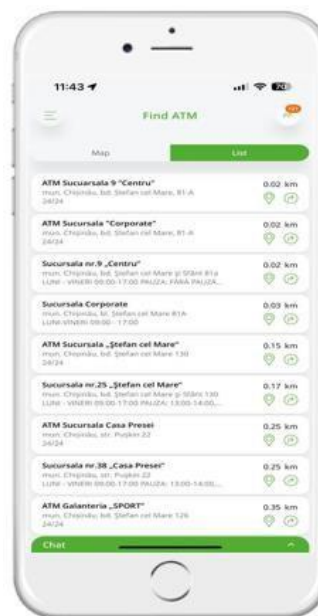 11:43
70
Find ATM
Map
List
ATM Sucuarsala 9 "Centru"
0.02 km
mun. Chișinău, bd. Ștefan cel Mare, 81-A
24/24
ATM Sucursala "Corporate"
0.02 km
mun. Chișinău, bd. Ștefan cel Mare, 81-A
24/24
Sucursala nr.9 „Centru"
0.02 km
mun. Chișinău, bd. Ștefan cel Mare și Sfânt 81a
LUNI - VINERI 09:00-17:00 PAUZA: FĂRĂ PAUZĂ...
Sucursala Corporate
0.03 km
mun. Chișinău, bl. Ștefan cel Mare 81A
LUNI-VINERI 09:00 - 17:00
ATM Sucursala „Ștefan cel Mare"
0.15 km
mun. Chișinău, bd. Ștefan cel Mare 130
24/24
Sucursala nr.25 „Ștefan cel Mare"
0.17 km
mun. Chișinău, bd. Ștefan cel Mare și Sfânt 130
LUNI - VINERI 09:00-17:00 PAUZA: 13:00-14:00,...
ATM Sucursala Casa Presei
0.25 km
mun. Chișinău, str. Pușkin 22
24/24
Sucursala nr.38 „Casa Presei"
0.25 km
mun. Chișinău, str. Pușkin 22
LUNI - VINERI 09:00-17:00 PAUZA: 13:00-14:00,...
ATM Galanteria „SPORT"
0.35 km
mun. Chișinău, bd. Ștefan cel Mare 126
24/24
Chat